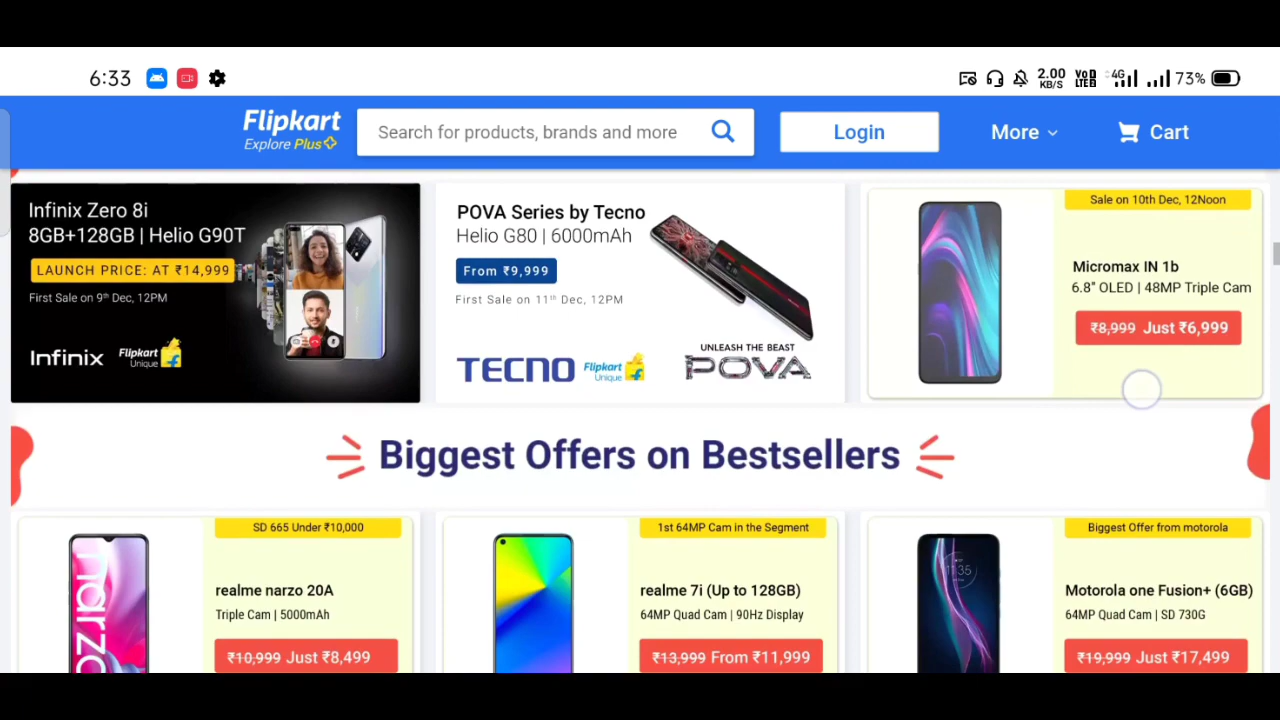 6:33
2.00 KB/S
VoD LTE2
4G
73%
Flipkart
Explore Plus
Search for products, brands and more
Login
More
Cart
Infinix Zero 8i
8GB+128GB | Helio G90T
LAUNCH PRICE: AT ₹14,999
First Sale on 9th Dec, 12PM
Infinix
Flipkart Unique
POVA Series by Tecno
Helio G80 | 6000mAh
From ₹9,999
First Sale on 11th Dec, 12PM
TECNO
Flipkart Unique
UNLEASH THE BEAST
POVA
Sale on 10th Dec, 12Noon
Micromax IN 1b
6.8" OLED | 48MP Triple Cam
₹8,999 Just ₹6,999
Biggest Offers on Bestsellers
SD 665 Under ₹10,000
narzo
realme narzo 20A
Triple Cam | 5000mAh
₹10,999 Just ₹8,499
1st 64MP Cam in the Segment
realme 7i (Up to 128GB)
64MP Quad Cam | 90Hz Display
₹13,999 From ₹11,999
Biggest Offer from motorola
11:35
Motorola one Fusion+ (6GB)
64MP Quad Cam | SD 730G
₹19,999 Just ₹17,499